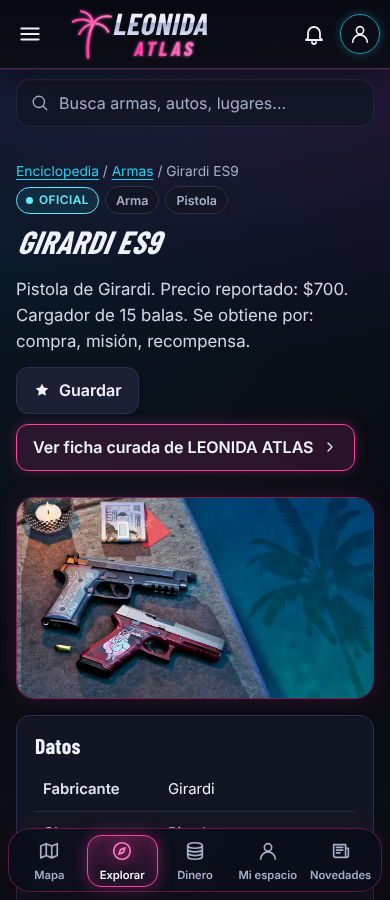 LEONIDA
ATLAS
Busca armas, autos, lugares...
Enciclopedia / Armas / Girardi ES9
OFICIAL
Arma
Pistola
GIRARDI ES9
Pistola de Girardi. Precio reportado: $700.
Cargador de 15 balas. Se obtiene por:
compra, misión, recompensa.
Guardar
Ver ficha curada de LEONIDA ATLAS
Datos
Fabricante Girardi
Mapa
Explorar
Dinero
Mi espacio
Novedades